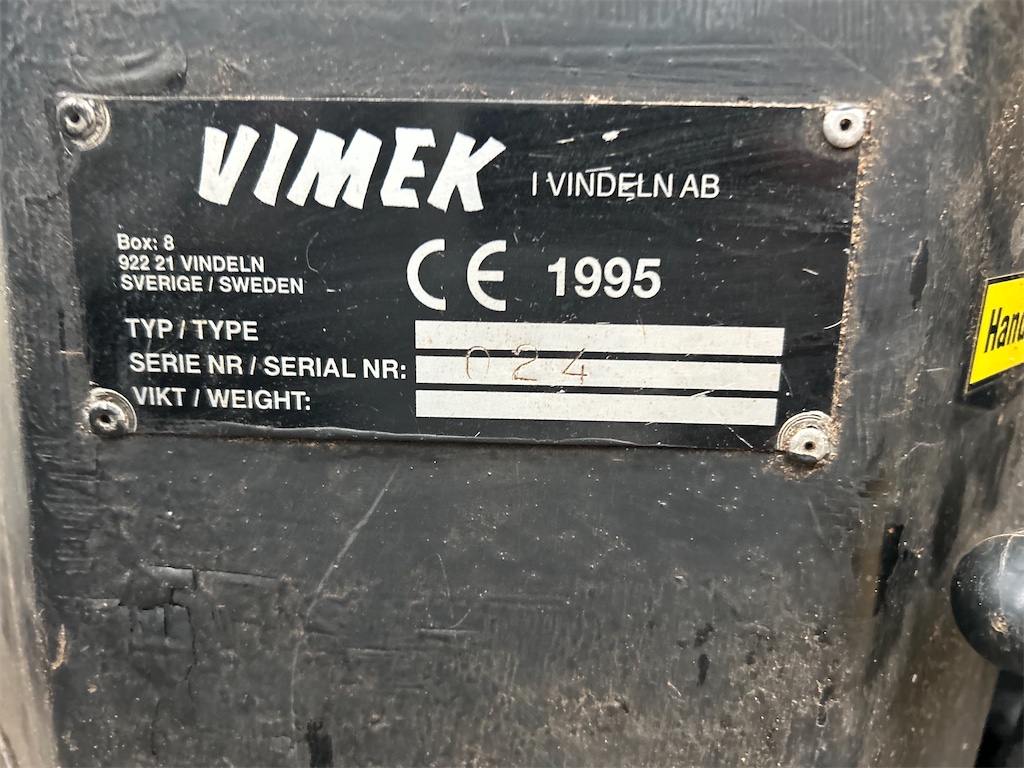 VIMEK I VINDELN AB
Box: 8
922 21 VINDELN
SVERIGE / SWEDEN
CE 1995
TYP / TYPE
SERIE NR / SERIAL NR: 024
VIKT / WEIGHT: